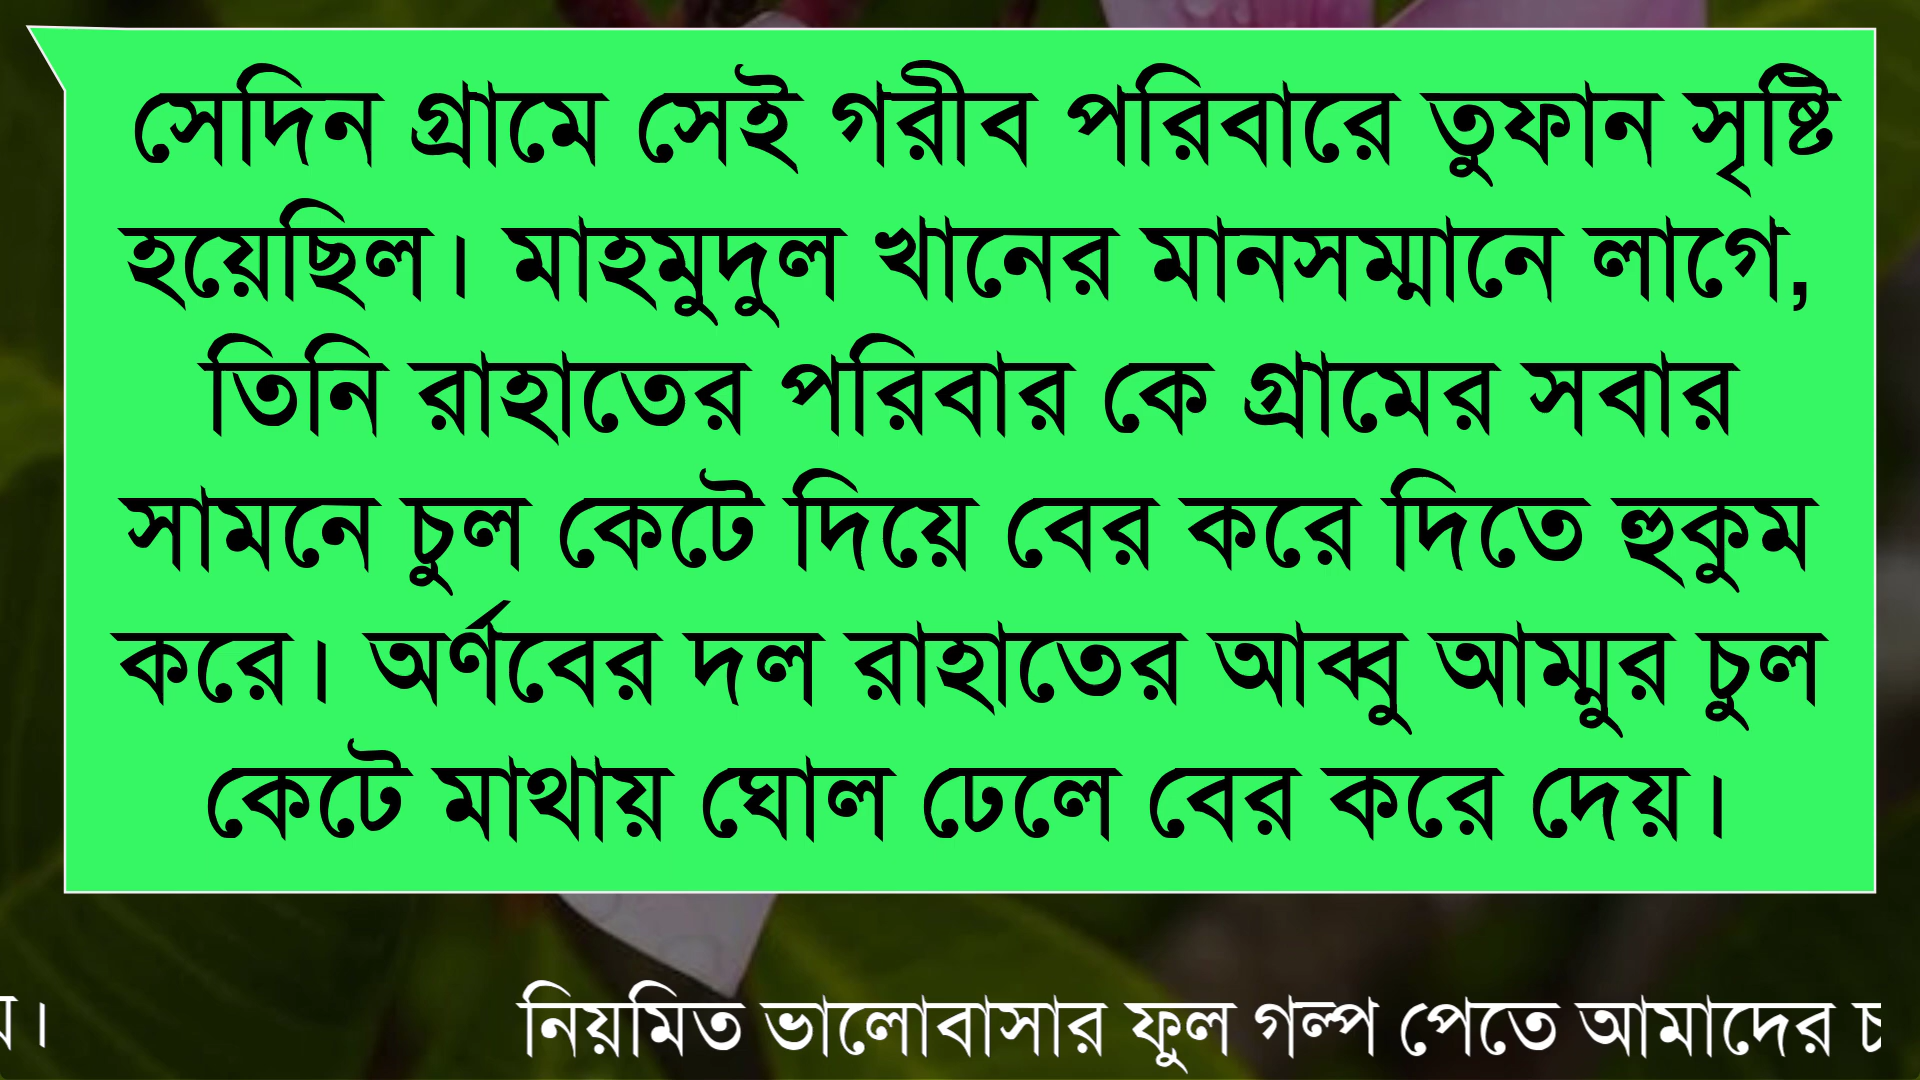 সেদিন গ্রামে সেই গরীব পরিবারে তুফান সৃষ্টি
হয়েছিল। মাহমুদুল খানের মানসম্মানে লাগে,
তিনি রাহাতের পরিবার কে গ্রামের সবার
সামনে চুল কেটে দিয়ে বের করে দিতে হুকুম
করে। অর্ণবের দল রাহাতের আব্বু আম্মুর চুল
কেটে মাথায় ঘোল ঢেলে বের করে দেয়।
নিয়মিত ভালোবাসার ফুল গল্প পেতে আমাদের